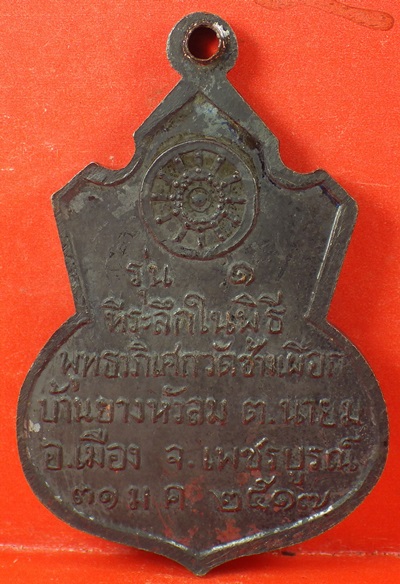 รุ่น ๑
ที่ระลึกในพิธี
พุทธาภิเศกวัดช้างเผือก
บ้านยางหัวลม ต.นายม
อ.เมือง จ.เพชรบูรณ์
๓๑ ม ค ๒๕๑๗